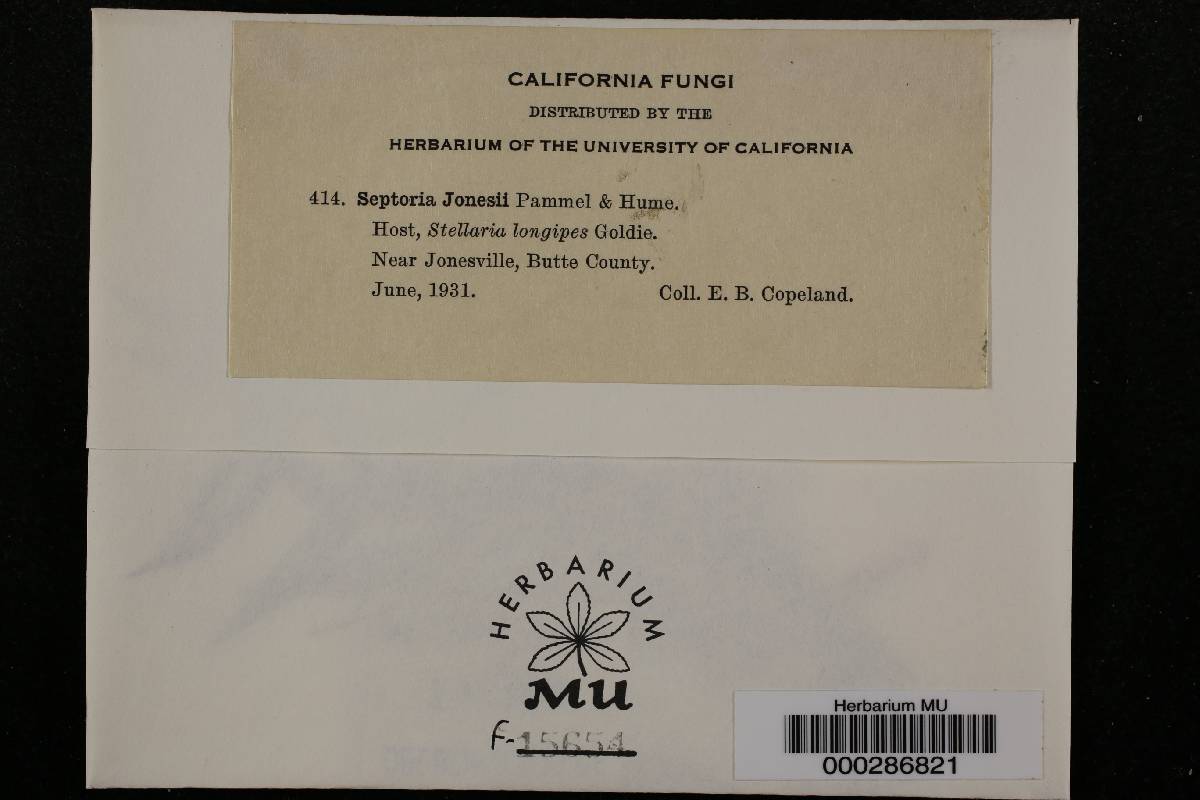 CALIFORNIA FUNGI
DISTRIBUTED BY THE
HERBARIUM OF THE UNIVERSITY OF CALIFORNIA
414. Septoria Jonesii Pammel & Hume.
Host, Stellaria longipes Goldie.
Near Jonesville, Butte County.
June, 1931. Coll. E. B. Copeland.
HERBARIUM
MU
F-15654
Herbarium MU
000286821